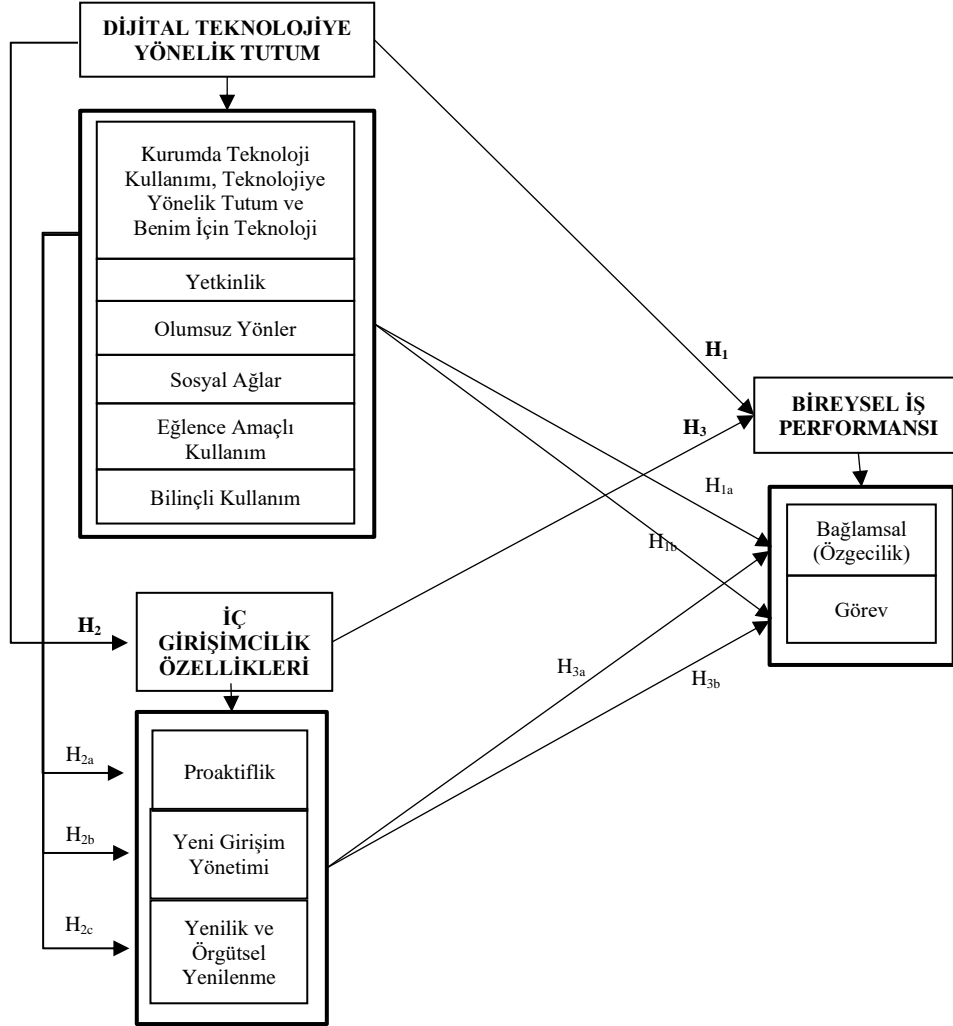 DİJİTAL TEKNOLOJİYE
YÖNELİK TUTUM
Kurumda Teknoloji
Kullanımı, Teknolojiye
Yönelik Tutum ve
Benim İçin Teknoloji
Yetkinlik
Olumsuz Yönler
Sosyal Ağlar
Eğlence Amaçlı
Kullanım
Bilinçli Kullanım
H₁
H₃
BİREYSEL İŞ
PERFORMANSI
H₁ₐ
H₁b
Bağlamsal
(Özgecilik)
Görev
H₂
İÇ
GİRİŞİMCİLİK
ÖZELLİKLERİ
H₃ₐ
H₃b
H₂ₐ
Proaktiflik
H₂b
Yeni Girişim
Yönetimi
H₂c
Yenilik ve
Örgütsel
Yenilenme